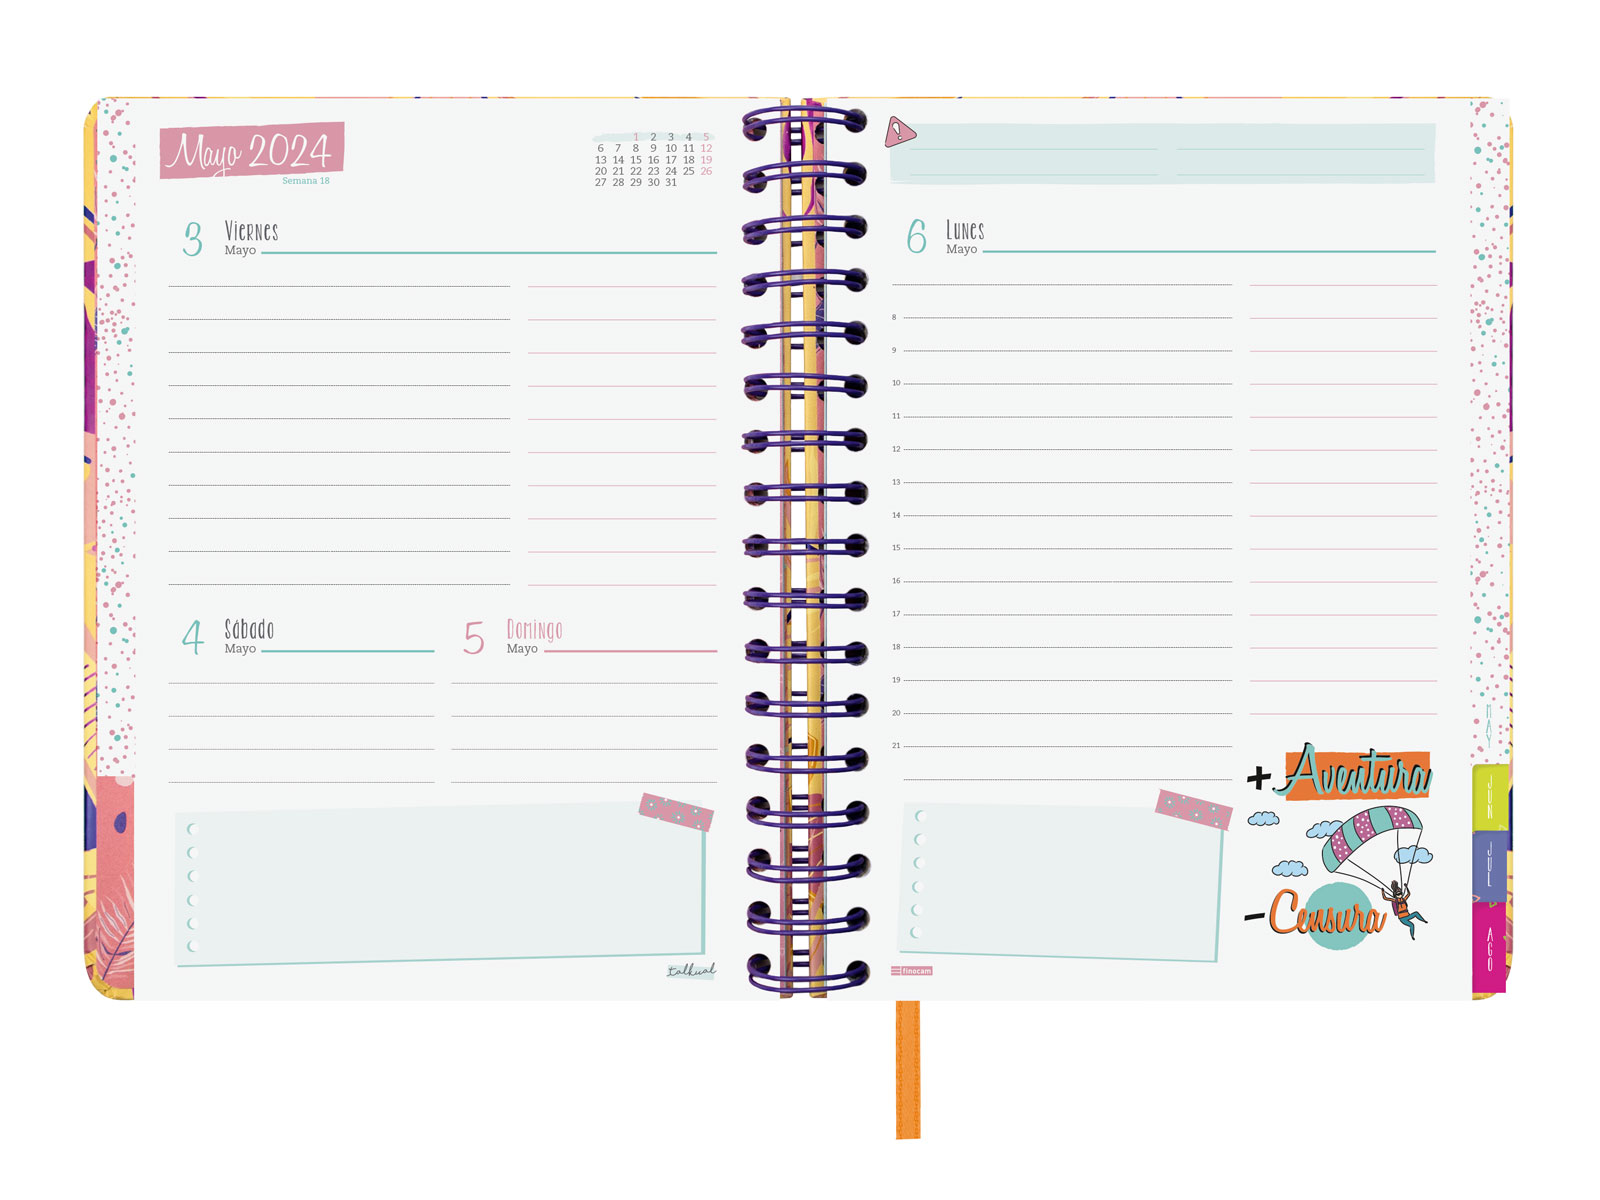 Mayo 2024
Semana 18
1 2 3 4 5
6 7 8 9 10 11 12
13 14 15 16 17 18 19
20 21 22 23 24 25 26
27 28 29 30 31
3 Viernes
Mayo
4 Sábado
Mayo
5 Domingo
Mayo
talkual
!
6 Lunes
Mayo
8
9
10
11
12
13
14
15
16
17
18
19
20
21
+ Aventura
- Censura
finocam
MAY
JUN
JUL
AGO